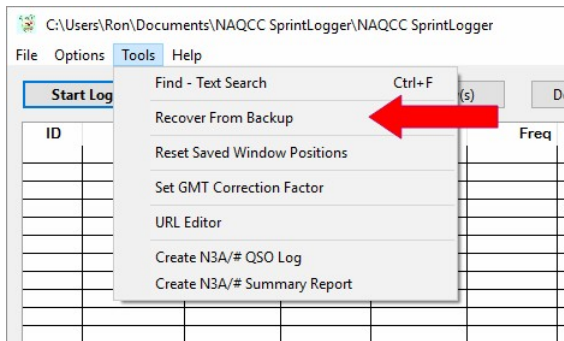 C:\Users\Ron\Documents\NAQCC SprintLogger\NAQCC SprintLogger
File Options Tools Help
Start Log
(s)
D
ID
Freq
Find - Text Search Ctrl+F
Recover From Backup
Reset Saved Window Positions
Set GMT Correction Factor
URL Editor
Create N3A/# QSO Log
Create N3A/# Summary Report